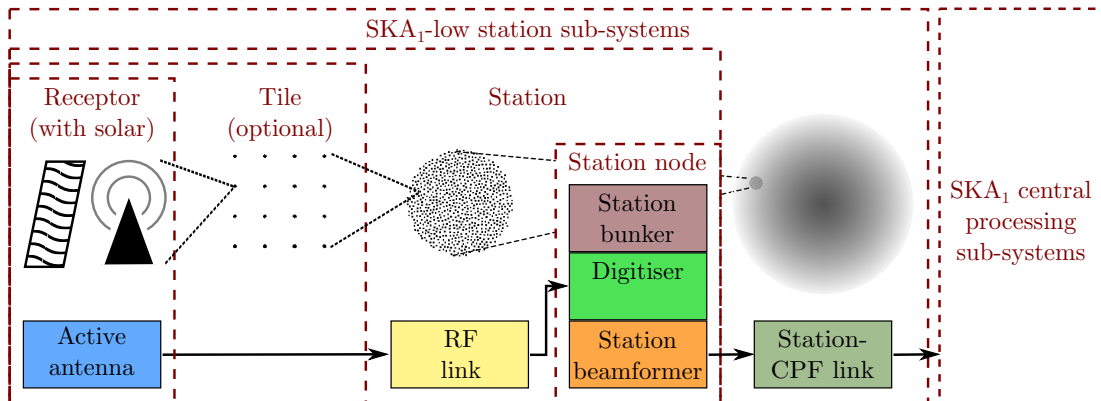 SKA₁-low station sub-systems
Receptor
(with solar)
Tile
(optional)
Station
Station node
Station
bunker
Digitiser
Station
beamformer
Active
antenna
RF
link
Station-
CPF link
SKA₁ central
processing
sub-systems